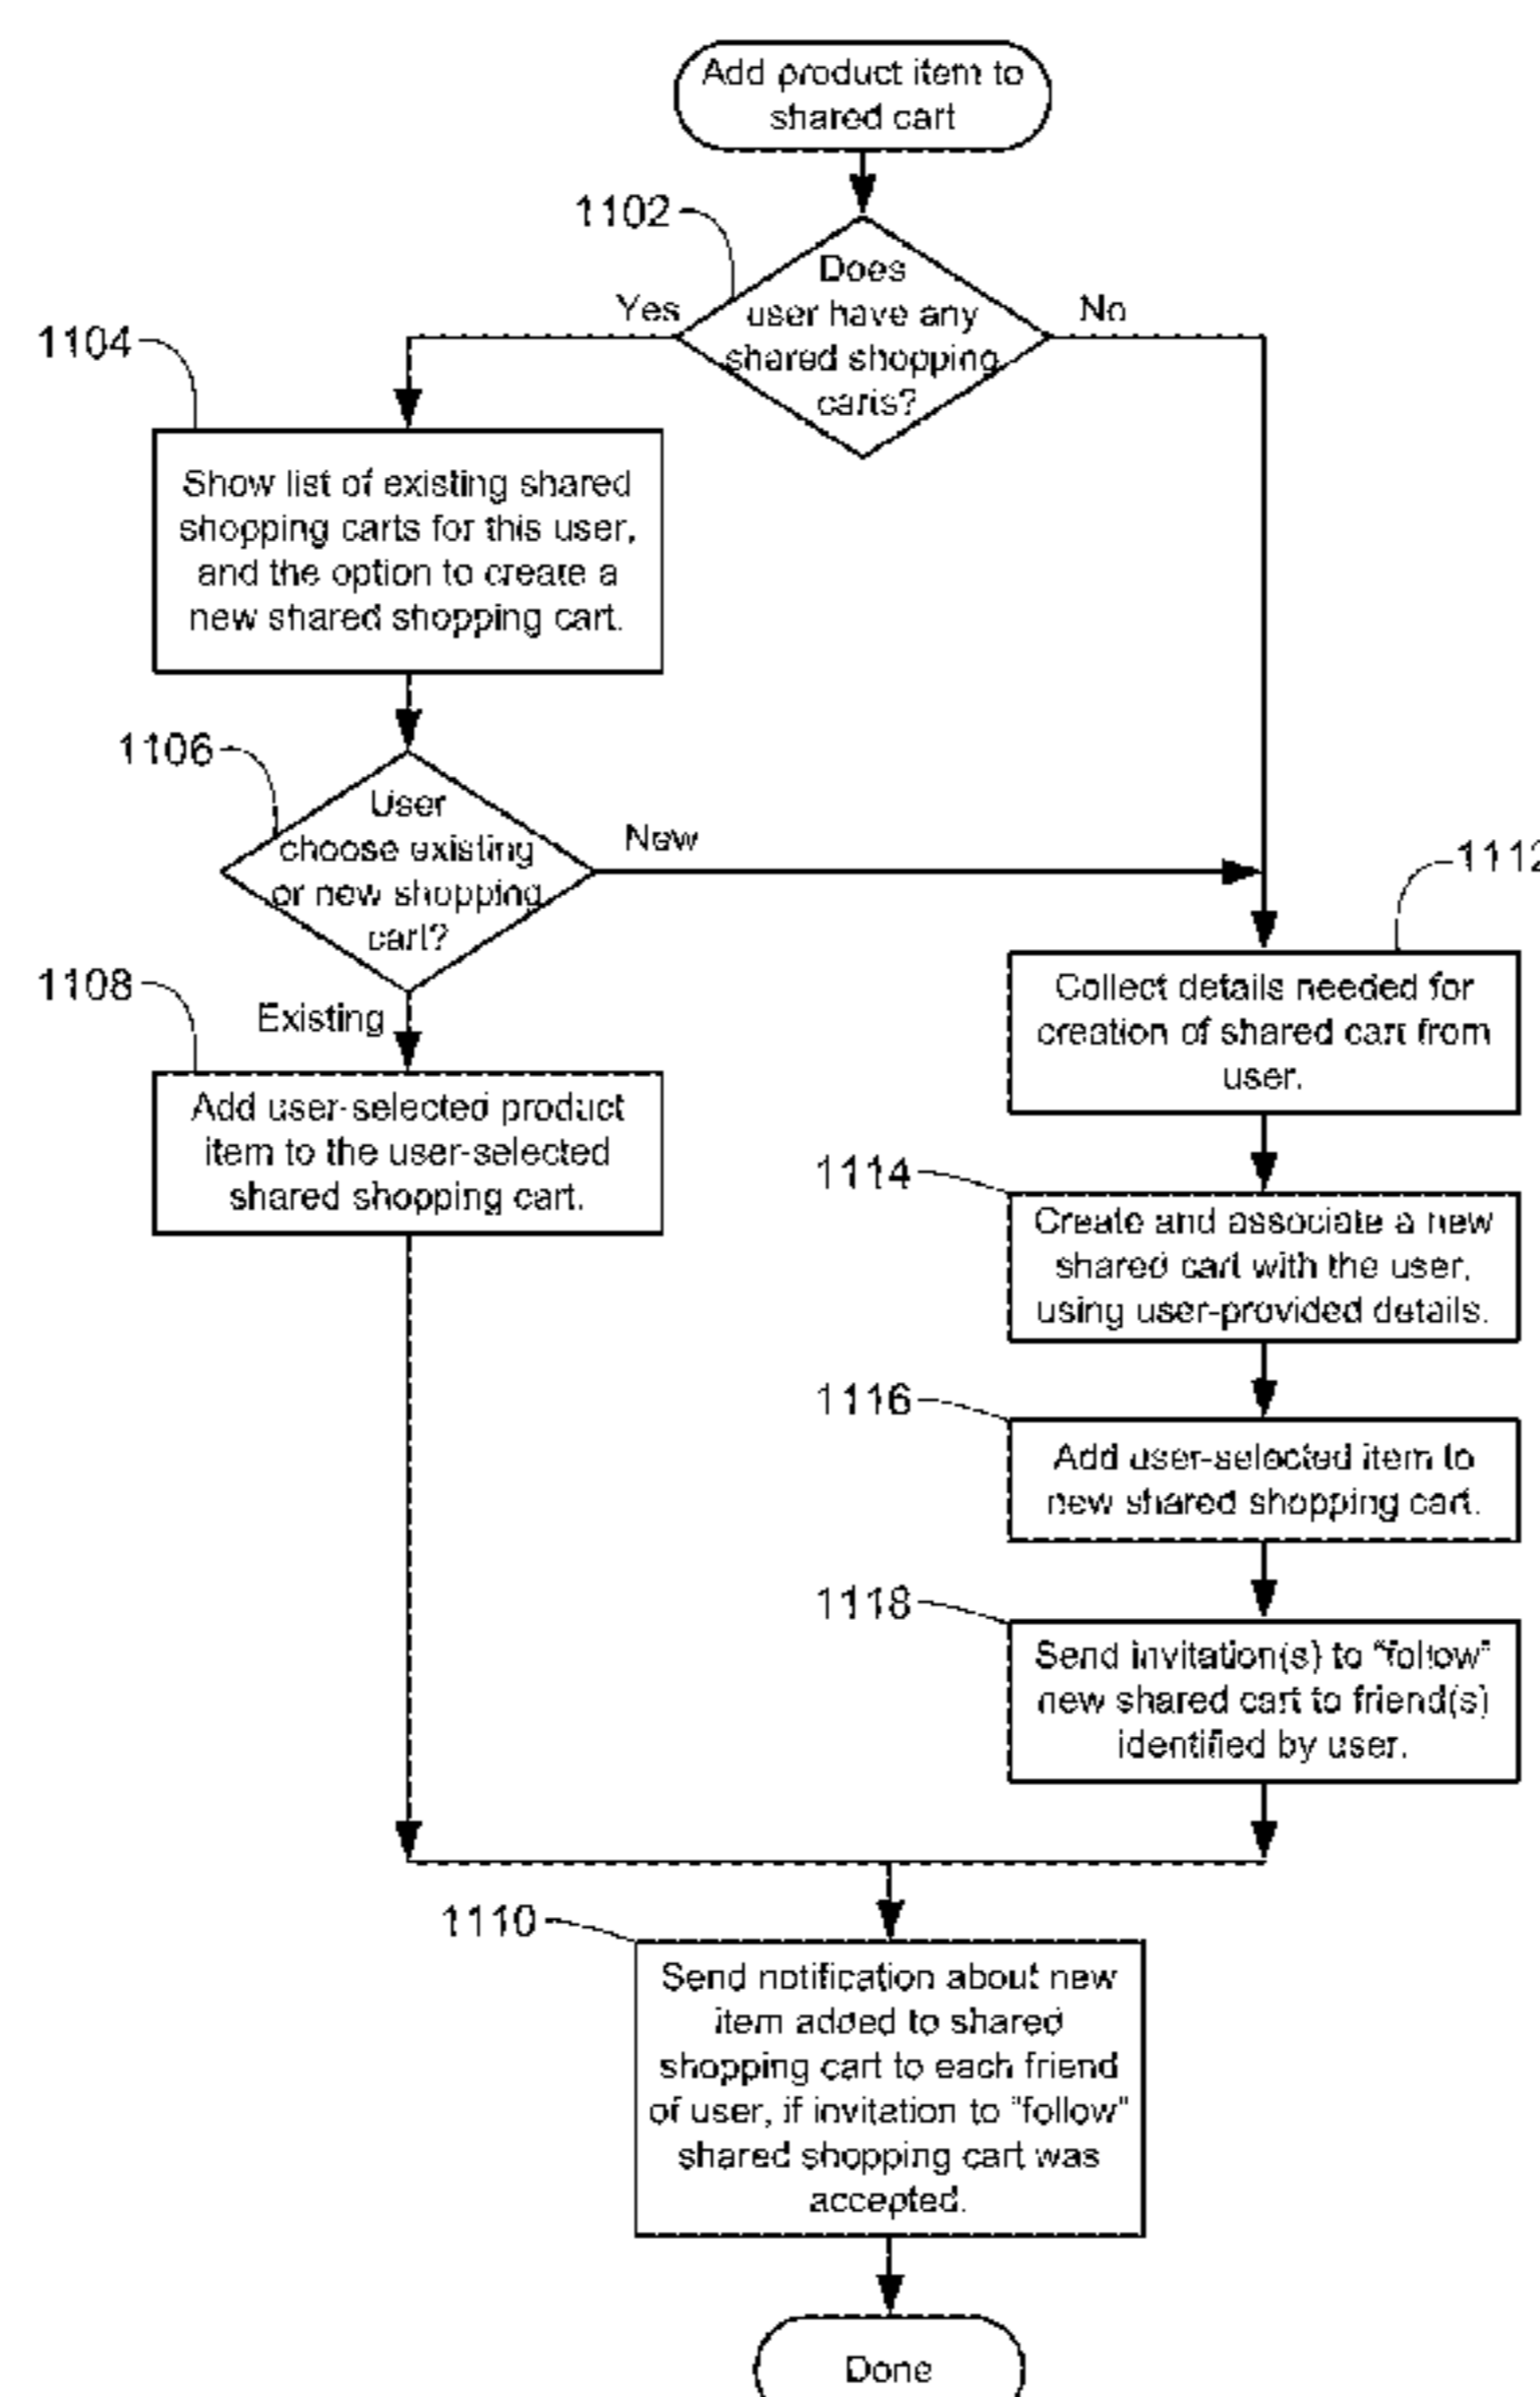 Add product item to
shared cart
1102
Does
user have any
shared shopping
carts?
Yes
No
1104
Show list of existing shared
shopping carts for this user,
and the option to create a
new shared shopping cart.
1106
User
choose existing
or new shopping
cart?
New
Existing
1108
Add user-selected product
item to the user-selected
shared shopping cart.
1112
Collect details needed for
creation of shared cart from
user.
1114
Create and associate a new
shared cart with the user,
using user-provided details.
1116
Add user-selected item to
new shared shopping cart.
1118
Send invitation(s) to "follow"
new shared cart to friend(s)
identified by user.
1110
Send notification about new
item added to shared
shopping cart to each friend
of user, if invitation to "follow"
shared shopping cart was
accepted.
Done